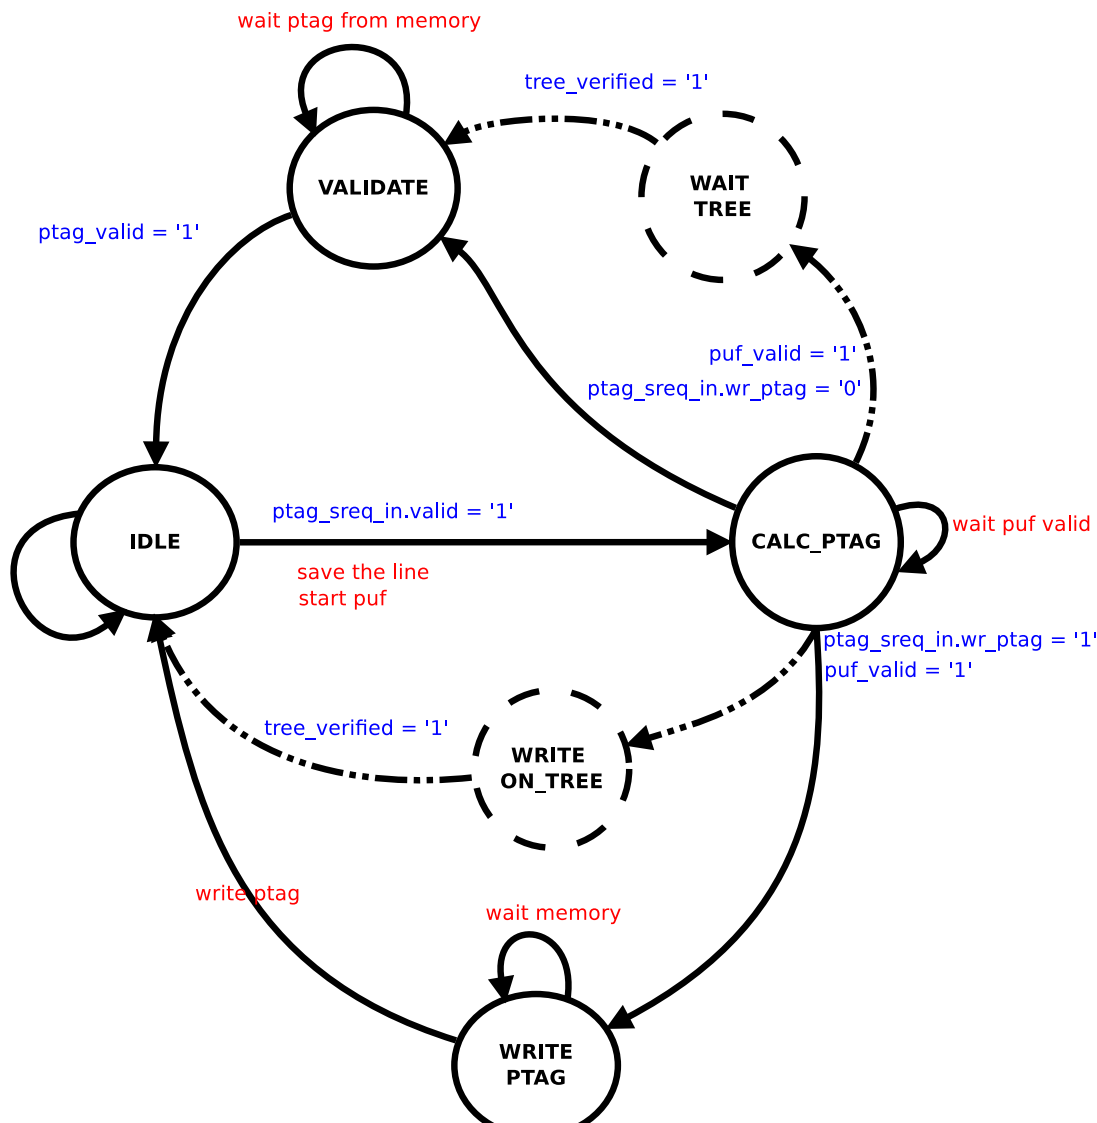 wait ptag from memory
tree_verified = '1'
VALIDATE
WAIT
TREE
ptag_valid = '1'
puf_valid = '1'
ptag_sreq_in.wr_ptag = '0'
ptag_sreq_in.valid = '1'
wait puf valid
IDLE
CALC_PTAG
save the line
start puf
ptag_sreq_in.wr_ptag = '1'
puf_valid = '1'
tree_verified = '1'
WRITE
ON_TREE
write ptag
wait memory
WRITE
PTAG